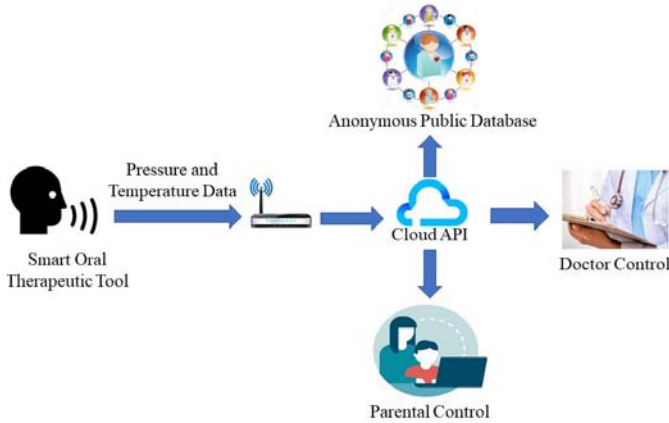 Anonymous Public Database
Pressure and
Temperature Data
Cloud API
Smart Oral
Therapeutic Tool
Doctor Control
Parental Control